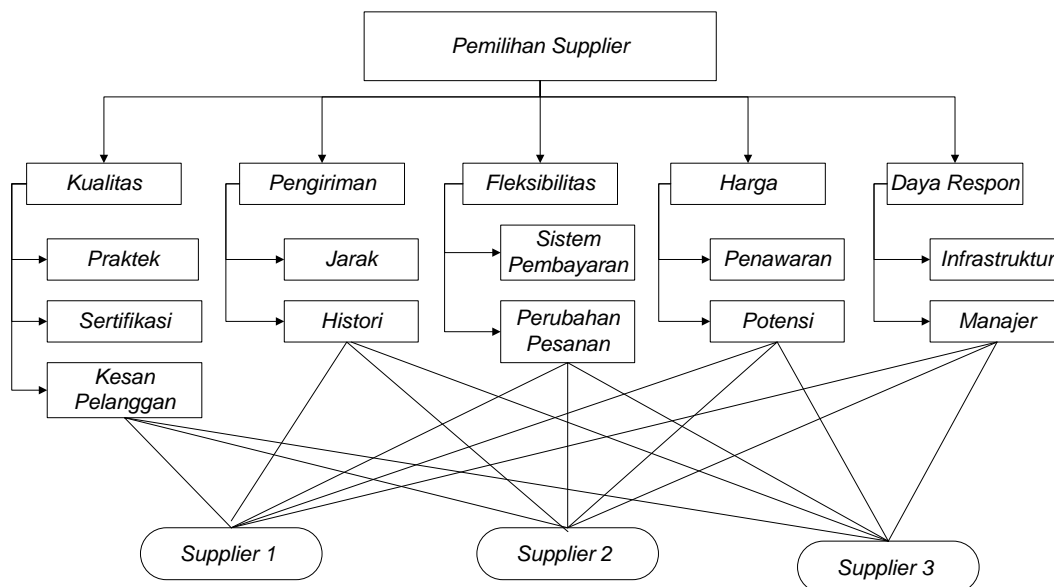 Pemilihan Supplier
Kualitas
Pengiriman
Fleksibilitas
Harga
Daya Respon
Praktek
Jarak
Sistem
Pembayaran
Penawaran
Infrastruktur
Sertifikasi
Histori
Perubahan
Pesanan
Potensi
Manajer
Kesan
Pelanggan
Supplier 1
Supplier 2
Supplier 3